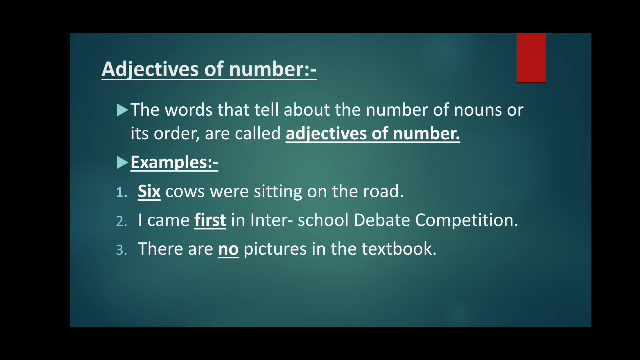 Adjectives of number:-
The words that tell about the number of nouns or
its order, are called adjectives of number.
Examples:-
1. Six cows were sitting on the road.
2. I came first in Inter- school Debate Competition.
3. There are no pictures in the textbook.